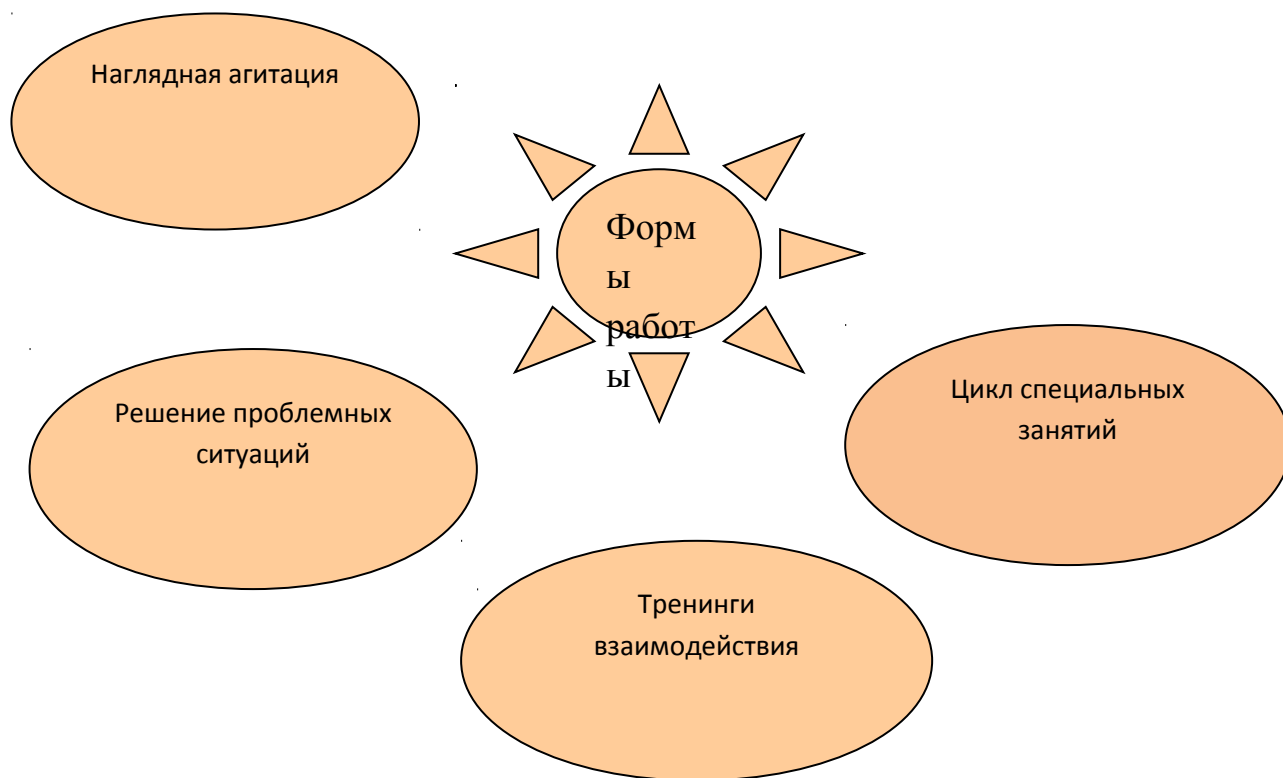 Наглядная агитация
Форм
ы
работ
ы
Решение проблемных
ситуаций
Цикл специальных
занятий
Тренинги
взаимодействия